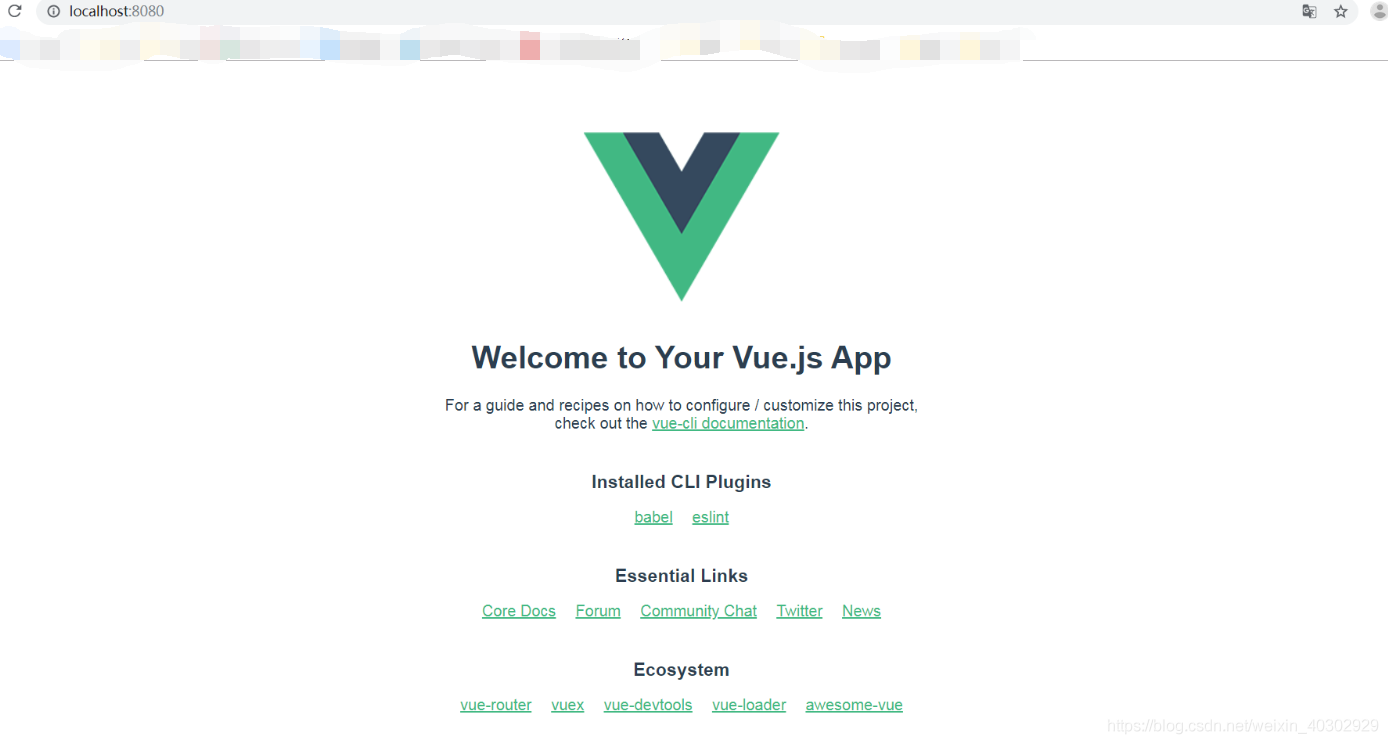 localhost:8080
Welcome to Your Vue.js App
For a guide and recipes on how to configure / customize this project,
check out the vue-cli documentation.
Installed CLI Plugins
babel eslint
Essential Links
Core Docs Forum Community Chat Twitter News
Ecosystem
vue-router vuex vue-devtools vue-loader awesome-vue
https://blog.csdn.net/weixin_40302929